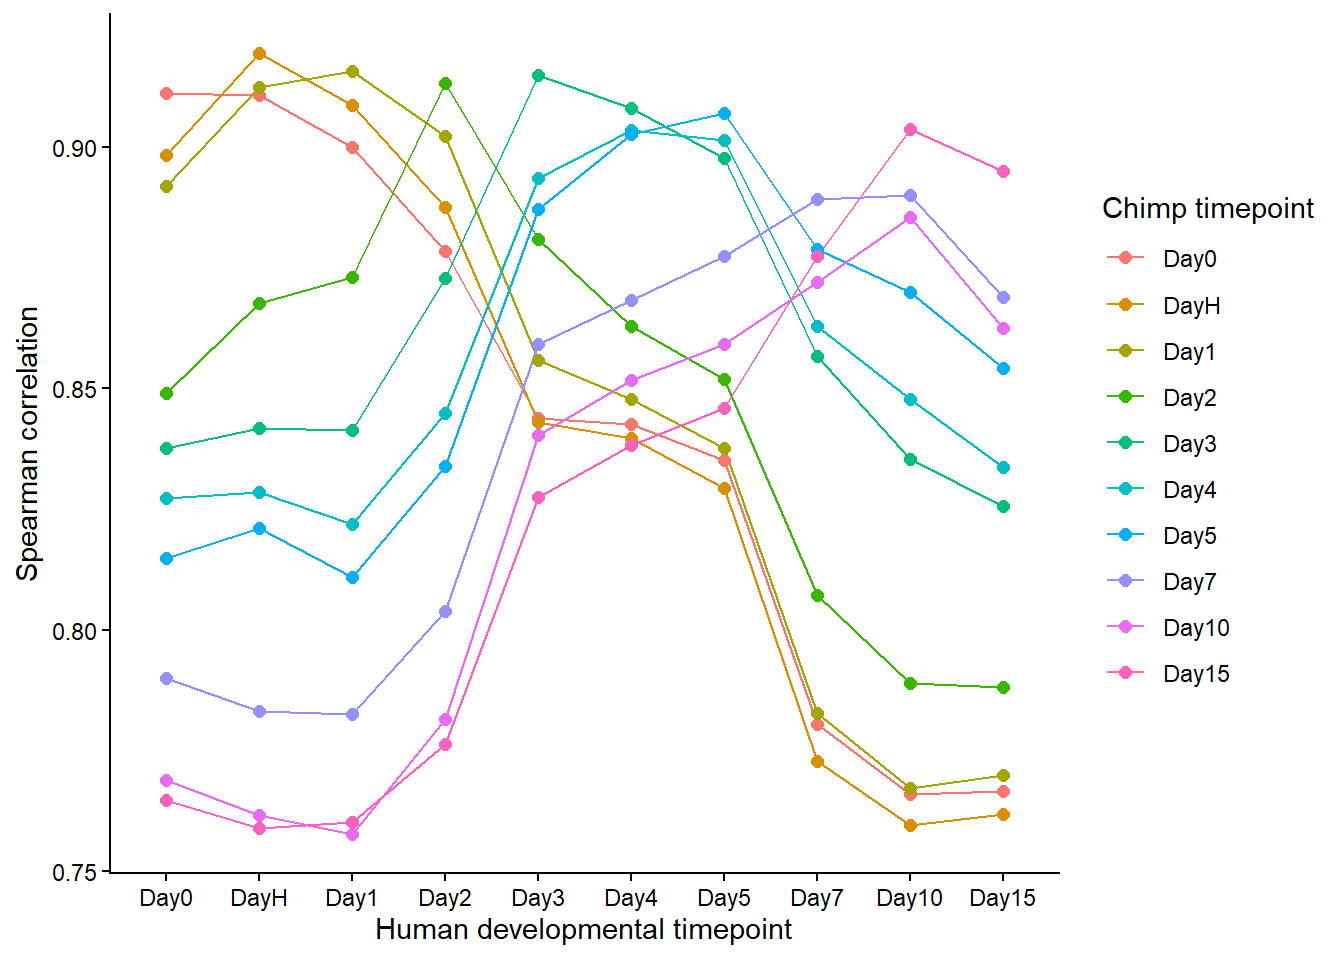 Spearman correlation
0.90
0.85
0.80
0.75
Day0 DayH Day1 Day2 Day3 Day4 Day5 Day7 Day10 Day15
Human developmental timepoint
Chimp timepoint
Day0
DayH
Day1
Day2
Day3
Day4
Day5
Day7
Day10
Day15